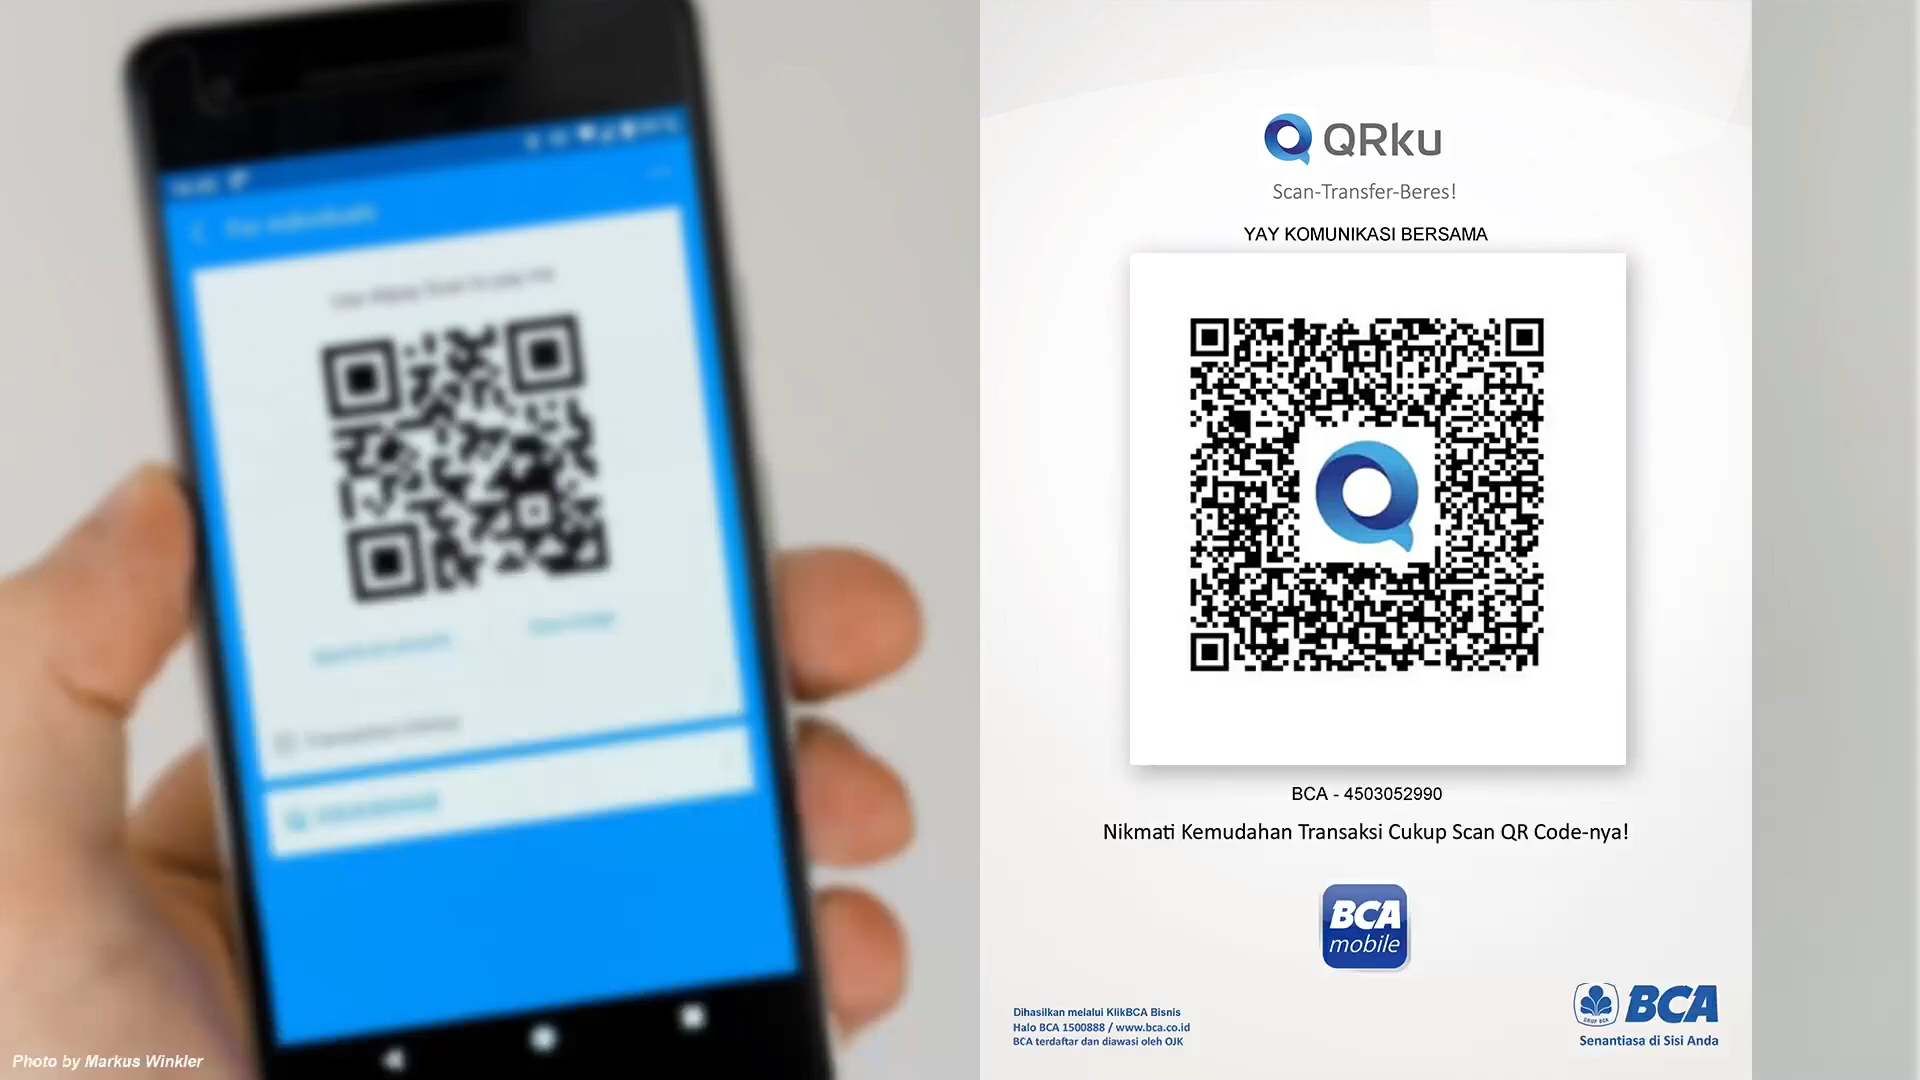 For individuals
QRku
Scan-Transfer-Beres!
YAY KOMUNIKASI BERSAMA
BCA - 4503052990
Nikmati Kemudahan Transaksi Cukup Scan QR Code-nya!
BCA
mobile
Dihasilkan melalui KlikBCA Bisnis
Halo BCA 1500888 / www.bca.co.id
BCA terdaftar dan diawasi oleh OJK
BCA
Senantiasa di Sisi Anda
Photo by Markus Winkler